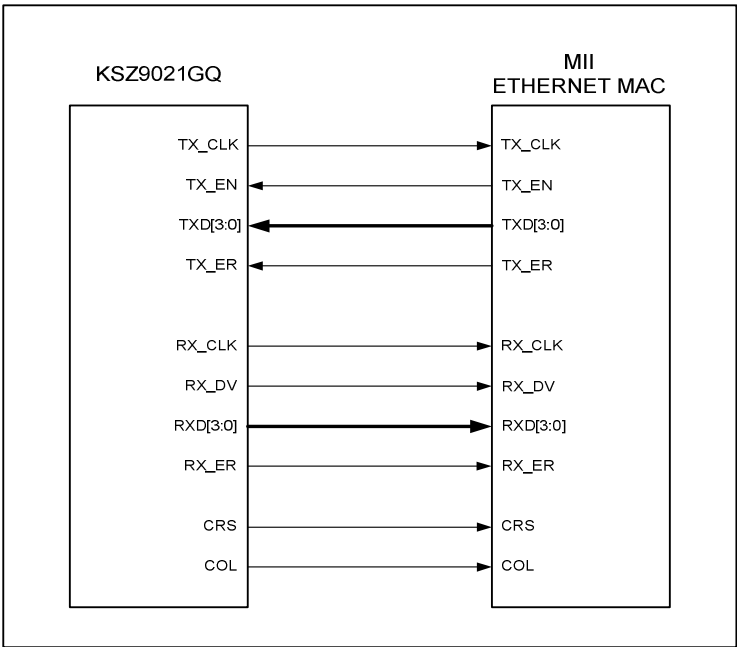 KSZ9021GQ
MII
ETHERNET MAC
TX_CLK TX_CLK
TX_EN TX_EN
TXD[3:0] TXD[3:0]
TX_ER TX_ER
RX_CLK RX_CLK
RX_DV RX_DV
RXD[3:0] RXD[3:0]
RX_ER RX_ER
CRS CRS
COL COL